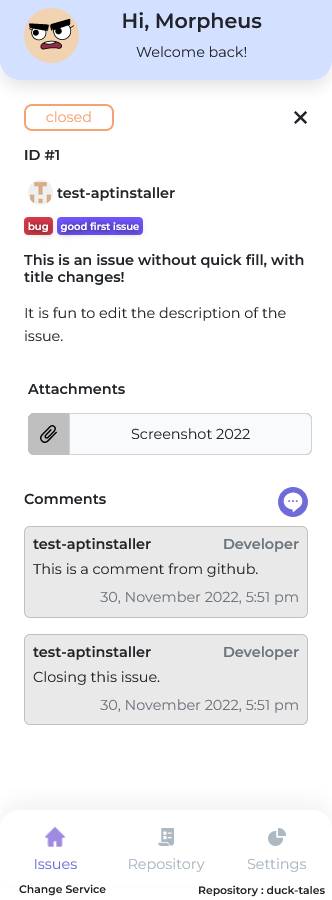 Hi, Morpheus
Welcome back!
closed
ID #1
test-aptinstaller
bug good first issue
This is an issue without quick fill, with
title changes!
It is fun to edit the description of the
issue.
Attachments
Screenshot 2022
Comments
test-aptinstaller Developer
This is a comment from github.
30, November 2022, 5:51 pm
test-aptinstaller Developer
Closing this issue.
30, November 2022, 5:51 pm
Issues Repository Settings
Change Service Repository : duck-tales